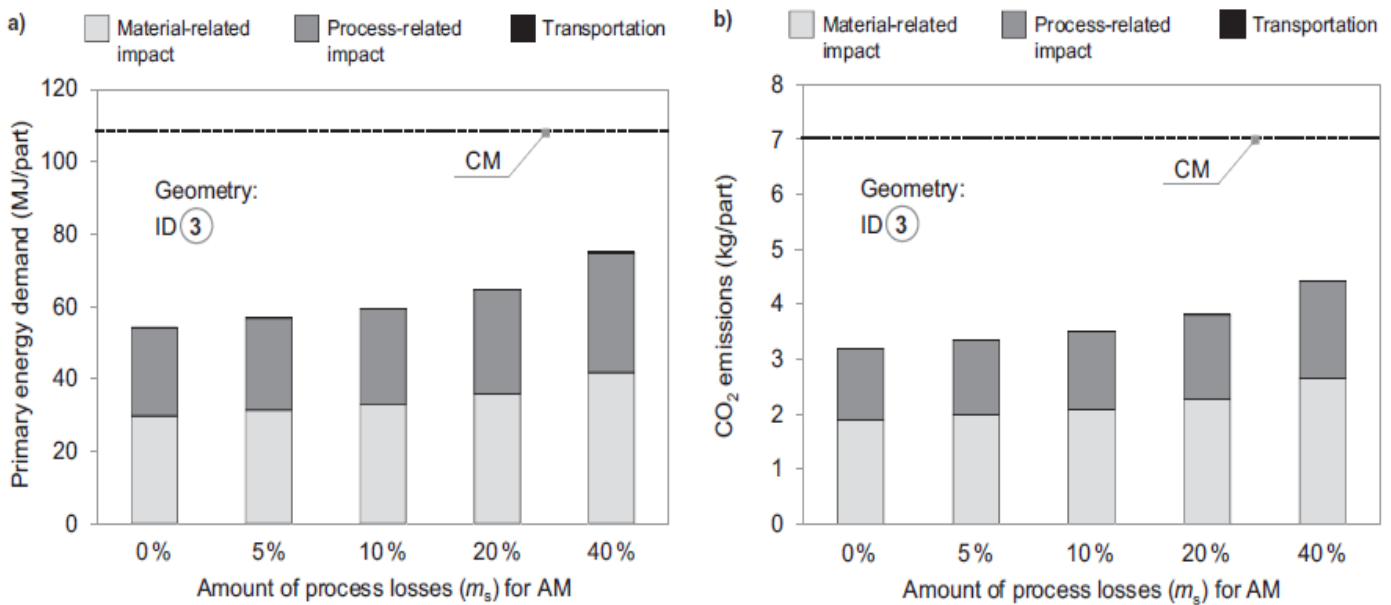 a)
Material-related impact
Process-related impact
Transportation
Primary energy demand (MJ/part)
120
100
80
60
40
20
0
CM
Geometry:
ID 3
0 %
5 %
10 %
20 %
40 %
Amount of process losses (mₛ) for AM
b)
Material-related impact
Process-related impact
Transportation
CO₂ emissions (kg/part)
8
7
6
5
4
3
2
1
0
CM
Geometry:
ID 3
0 %
5 %
10 %
20 %
40 %
Amount of process losses (mₛ) for AM